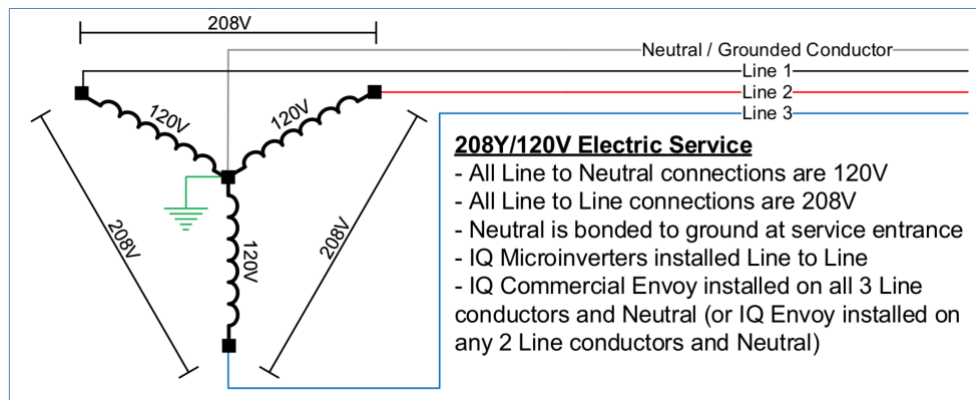 208V
Neutral / Grounded Conductor
Line 1
Line 2
Line 3
120V
120V
120V
208V
208V
208Y/120V Electric Service
- All Line to Neutral connections are 120V
- All Line to Line connections are 208V
- Neutral is bonded to ground at service entrance
- IQ Microinverters installed Line to Line
- IQ Commercial Envoy installed on all 3 Line
conductors and Neutral (or IQ Envoy installed on
any 2 Line conductors and Neutral)